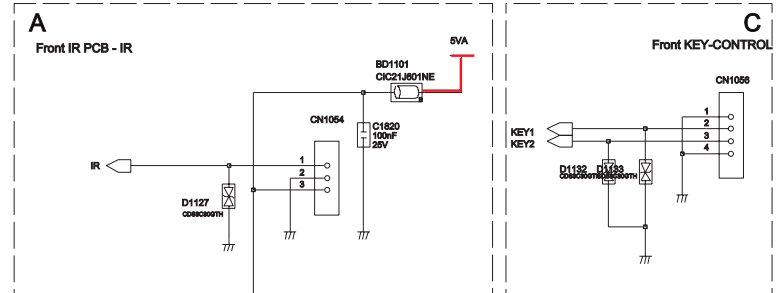 A
Front IR PCB - IR
5VA
BD1101
CIC21J601NE
CN1054
C1820
100nF
25V
IR
1
2
3
D1127
C
Front KEY-CONTROL
CN1056
KEY1
KEY2
1
2
3
4
D1132 D1133